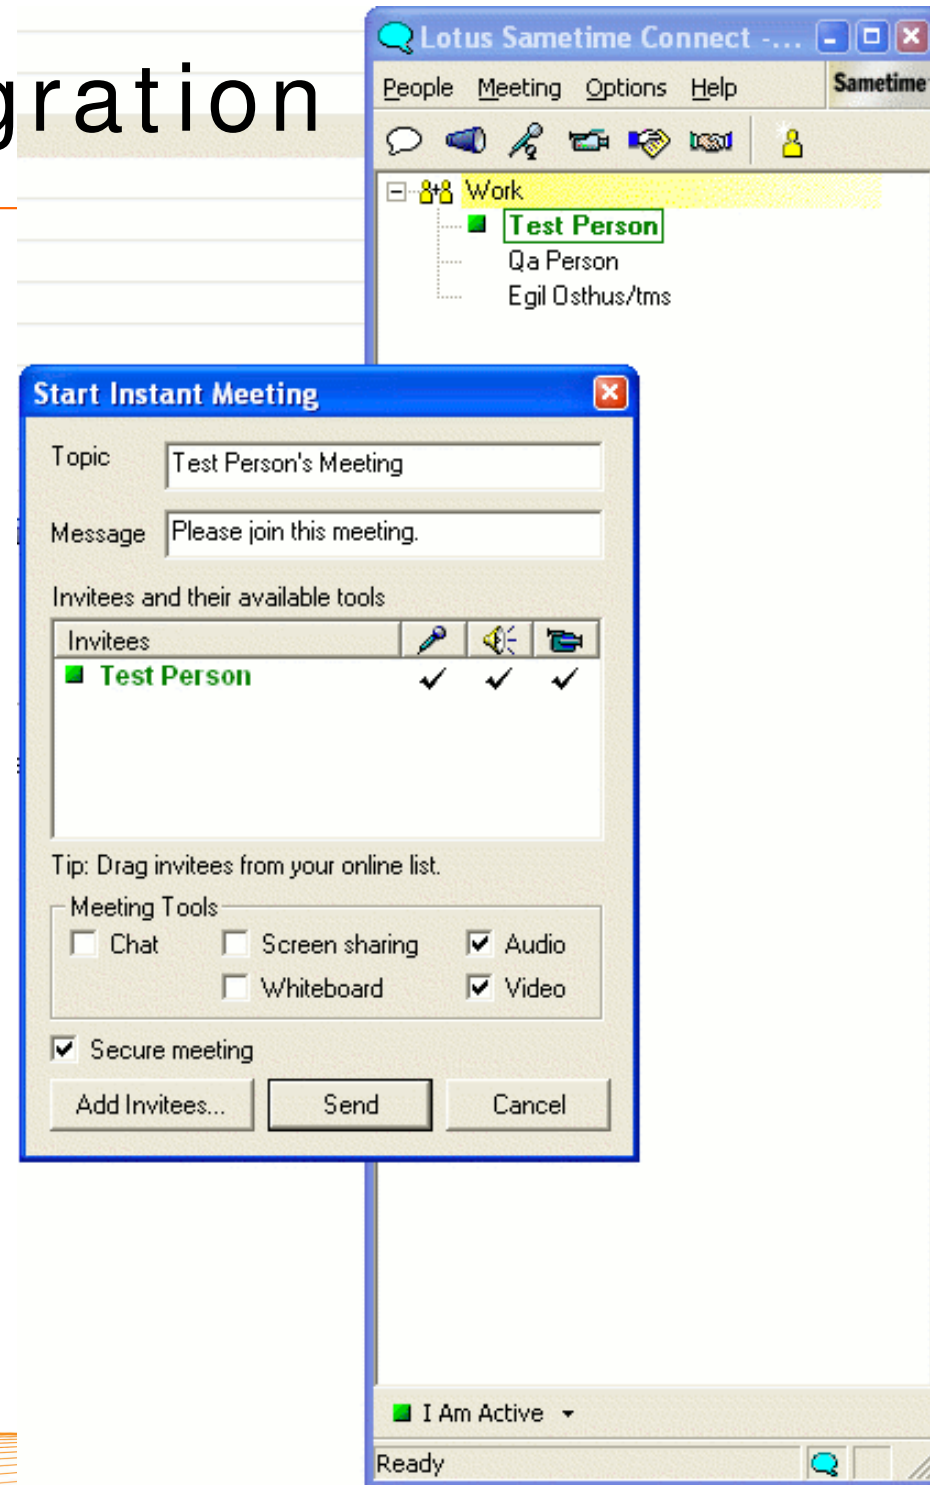 gration
Lotus Sametime Connect -...
People Meeting Options Help
Sametime
Work
Test Person
Qa Person
Egil Osthus/tms
Start Instant Meeting
Topic
Test Person's Meeting
Message
Please join this meeting.
Invitees and their available tools
Invitees
Test Person
Tip: Drag invitees from your online list.
Meeting Tools
Chat
Screen sharing
Audio
Whiteboard
Video
Secure meeting
Add Invitees...
Send
Cancel
I Am Active
Ready